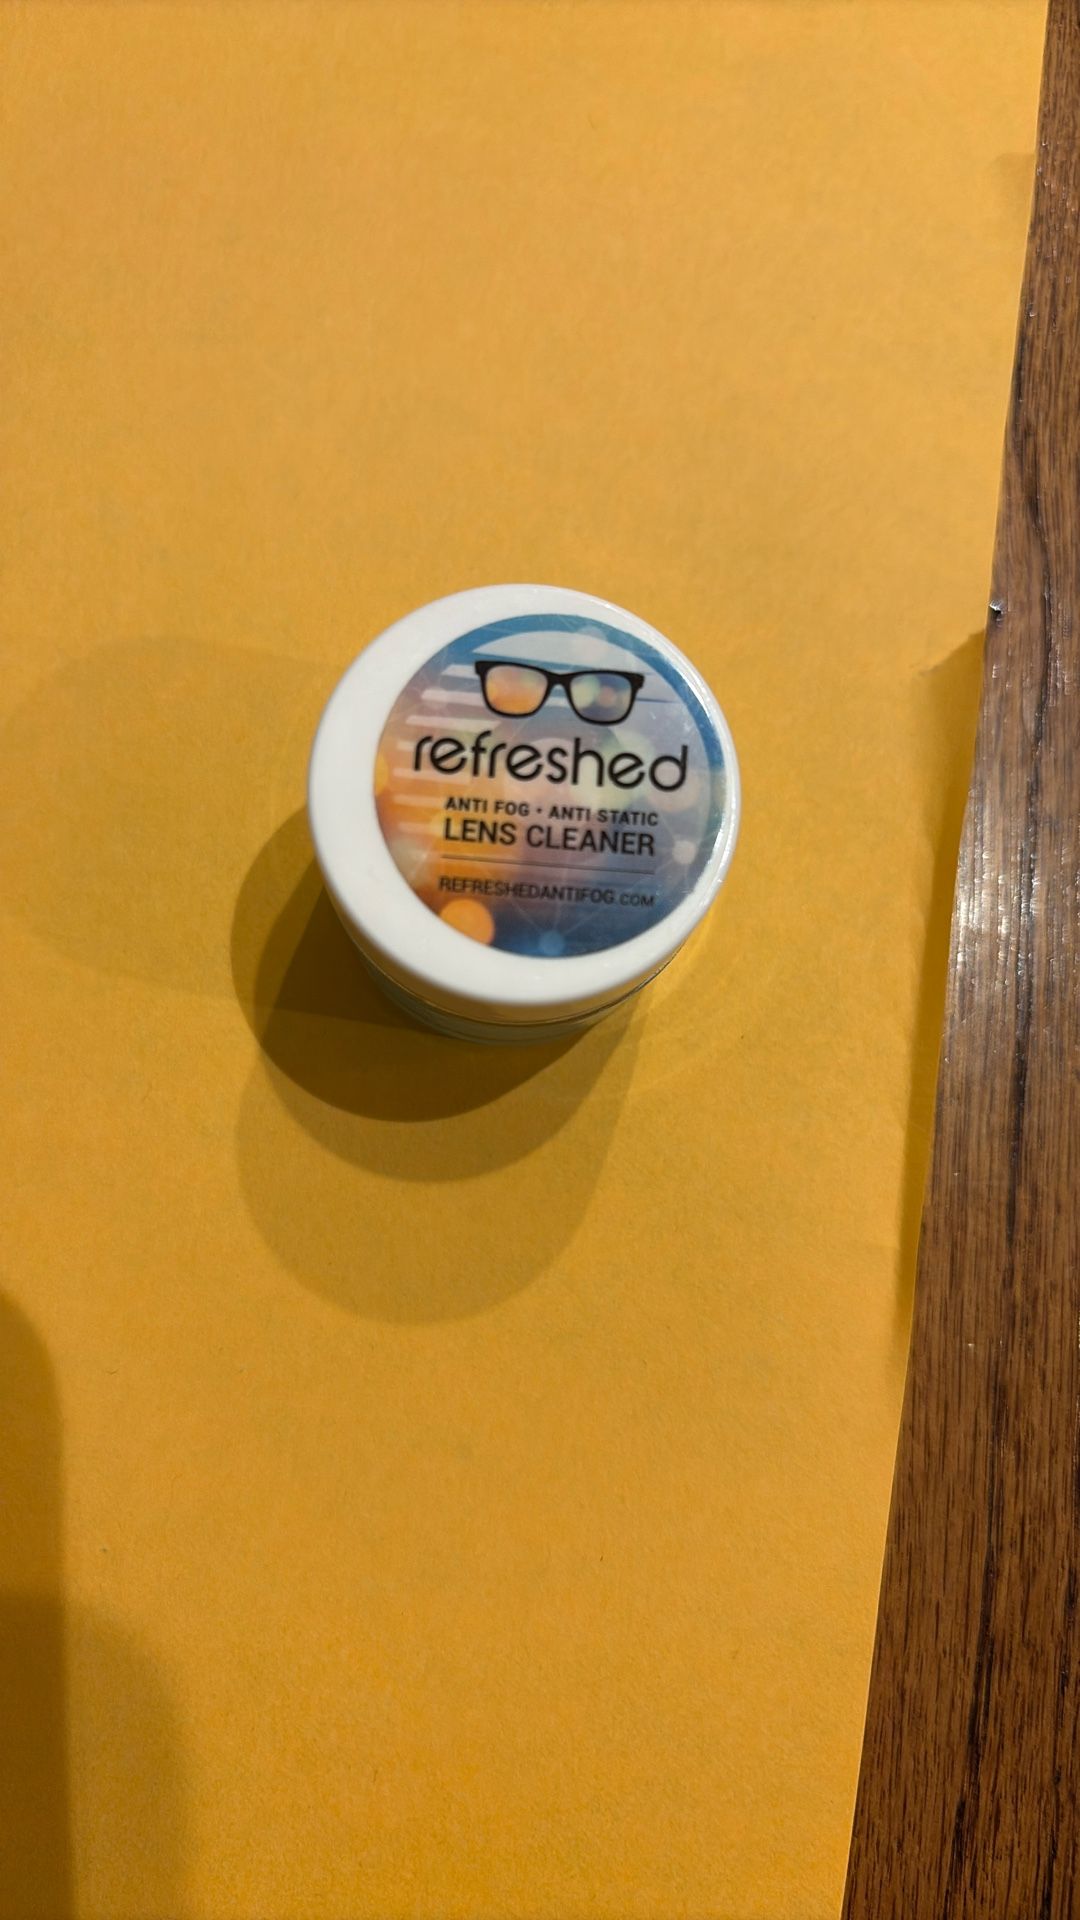 refreshed
ANTI FOG • ANTI STATIC
LENS CLEANER
REFRESHEDANTIFOG.COM